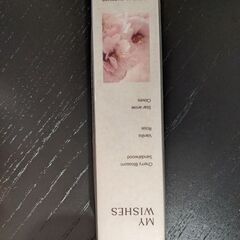 MY
WISHES
Cherry Blossom
Sandalwood
Vanilla
Rose
Star anise
Cloves